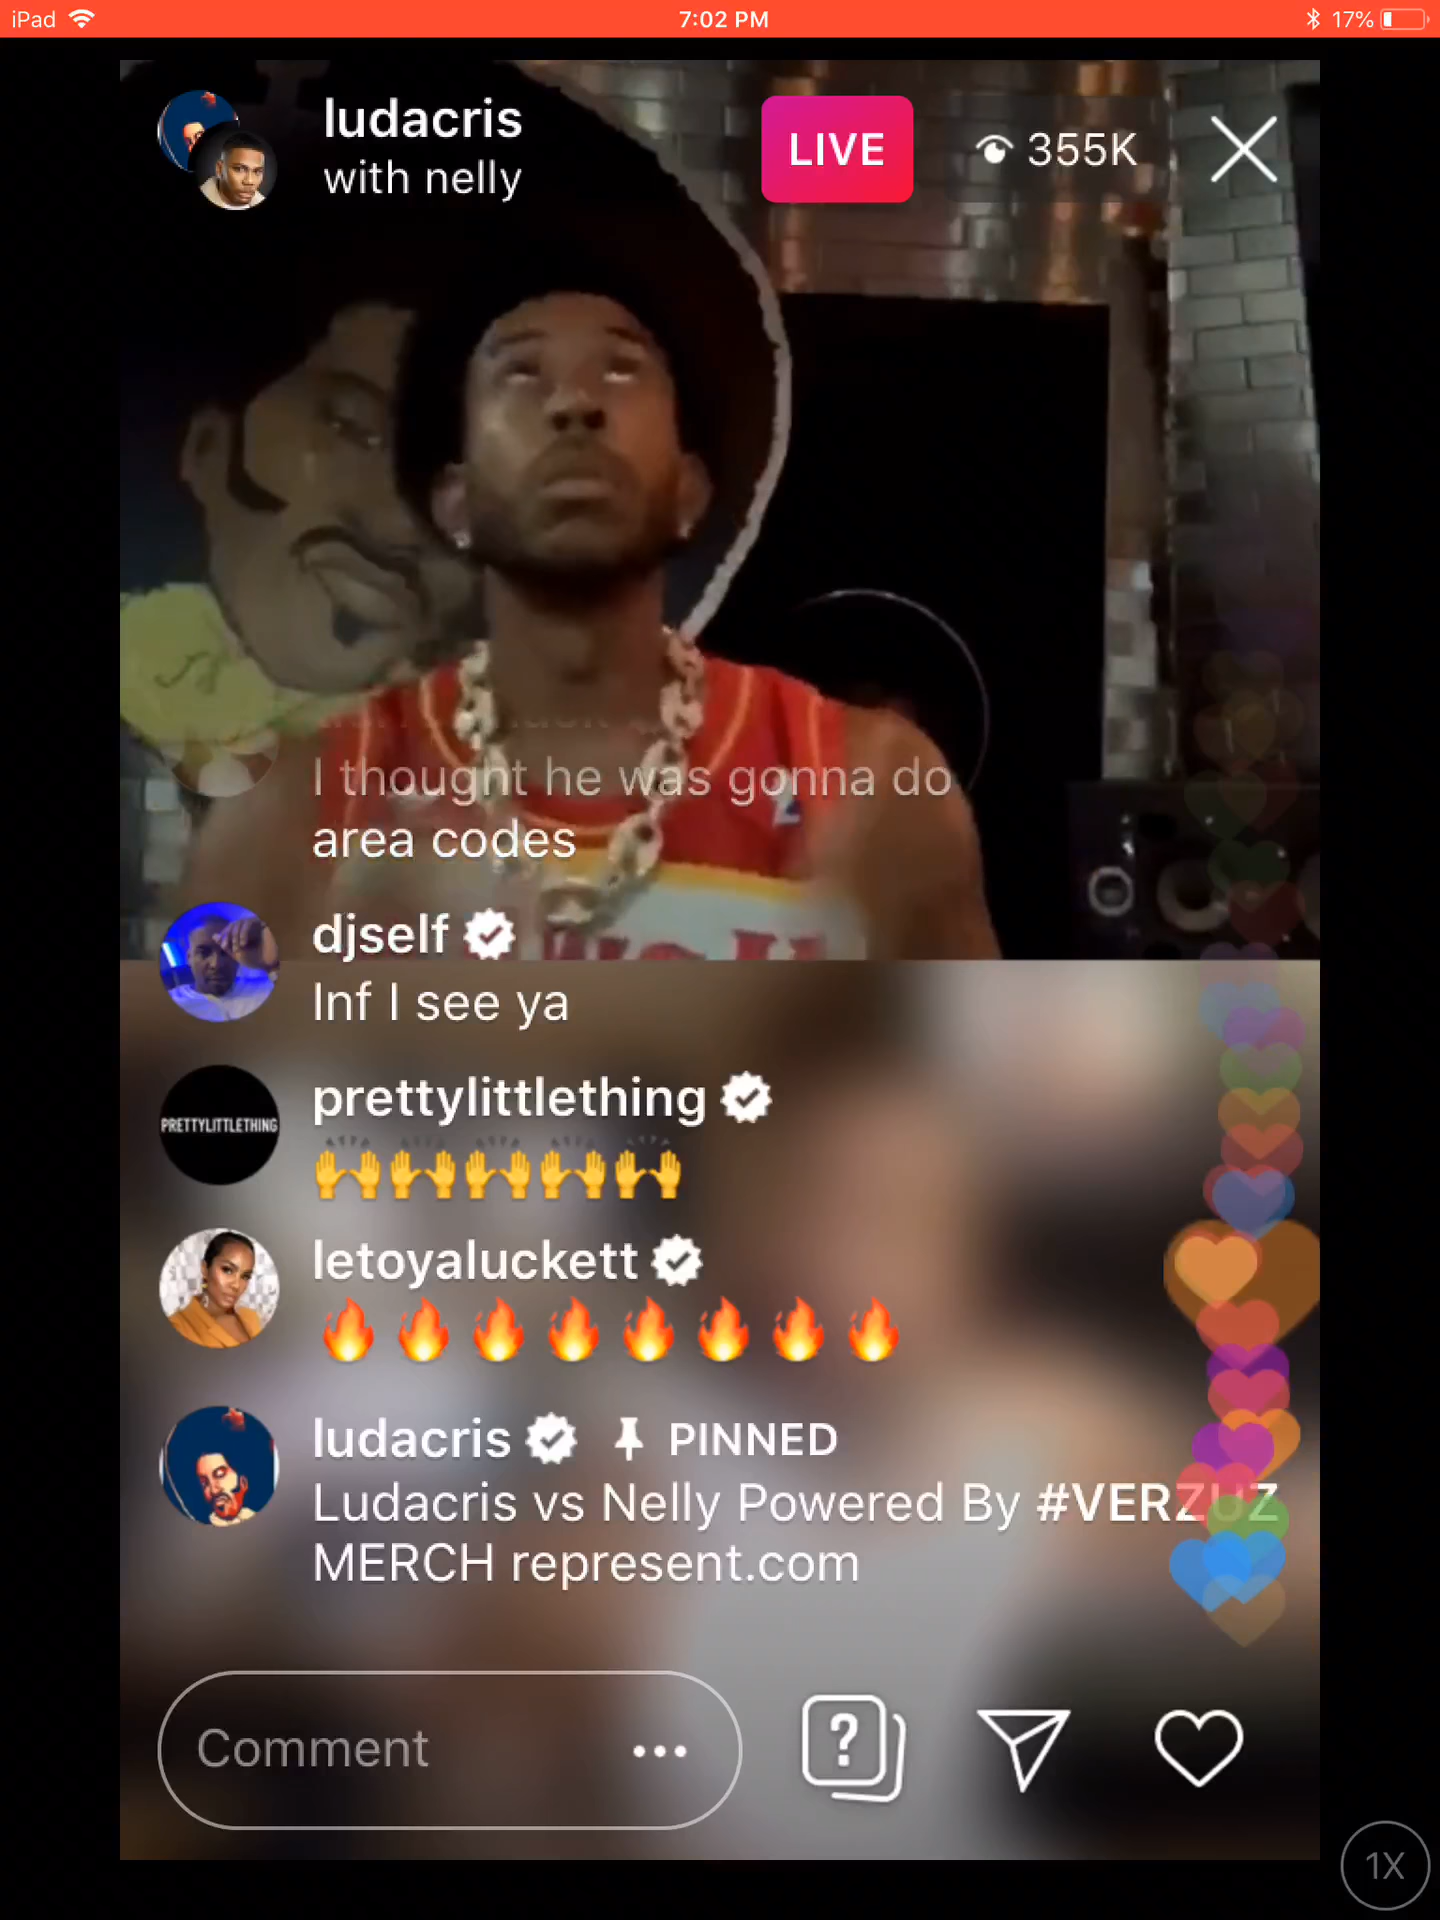 iPad 7:02 PM 17%
ludacris
with nelly
LIVE 355K
I thought he was gonna do
area codes
djself
Inf I see ya
PRETTYLITTLETHING
prettylittlething
🙌🙌🙌🙌🙌
letoyaluckett
🔥🔥🔥🔥🔥🔥🔥🔥
ludacris PINNED
Ludacris vs Nelly Powered By #VERZUZ
MERCH represent.com
Comment ...
?
1X